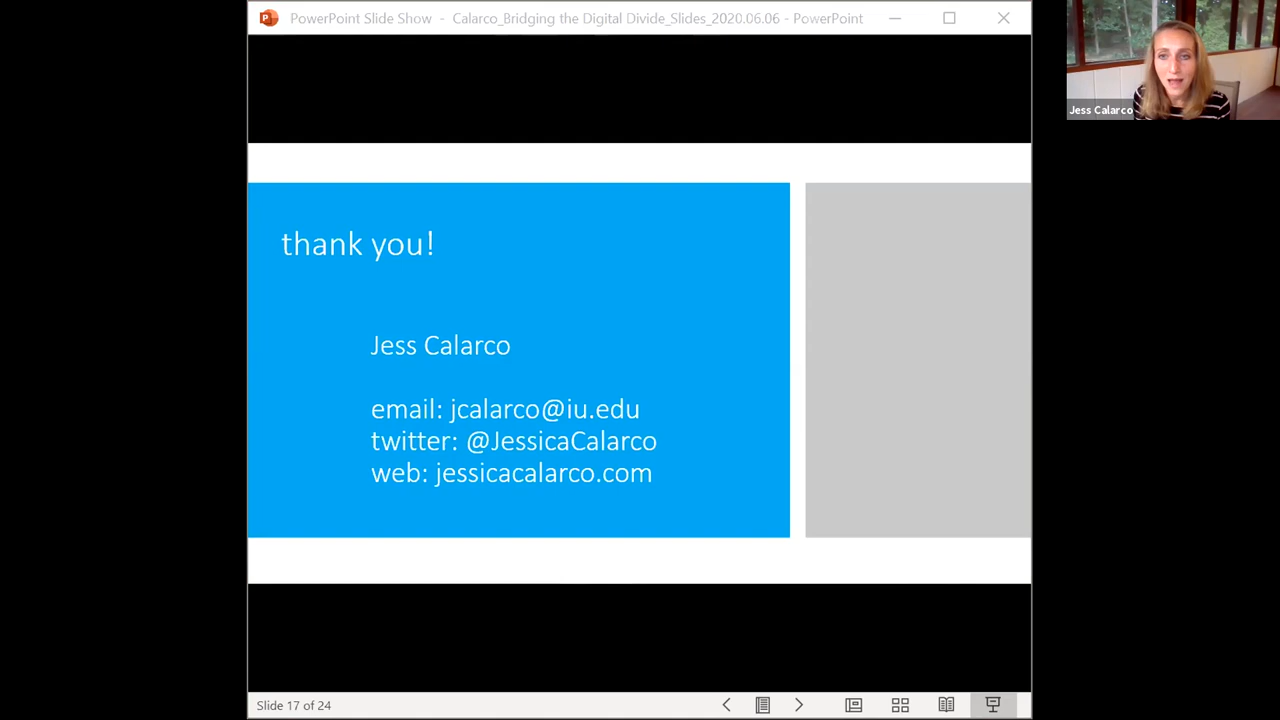 PowerPoint Slide Show - Calarco_Bridging the Digital Divide_Slides_2020.06.06 - PowerPoint
Jess Calarco
thank you!
Jess Calarco
email: jcalarco@iu.edu
twitter: @JessicaCalarco
web: jessicacalarco.com
Slide 17 of 24